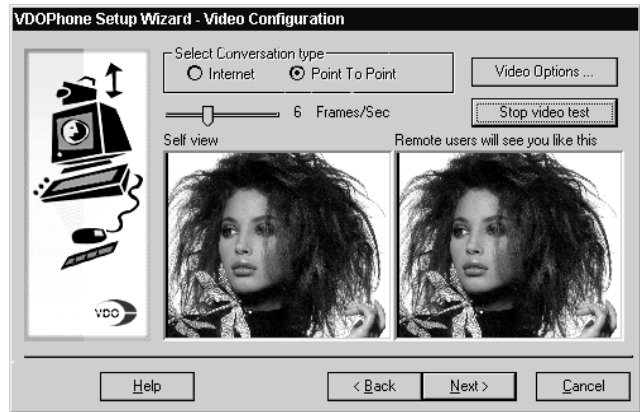 VDOPhone Setup Wizard - Video Configuration
Select Conversation type
Internet
Point To Point
Video Options ...
6 Frames/Sec
Stop video test
Self view
Remote users will see you like this
VDO
Help
< Back
Next >
Cancel